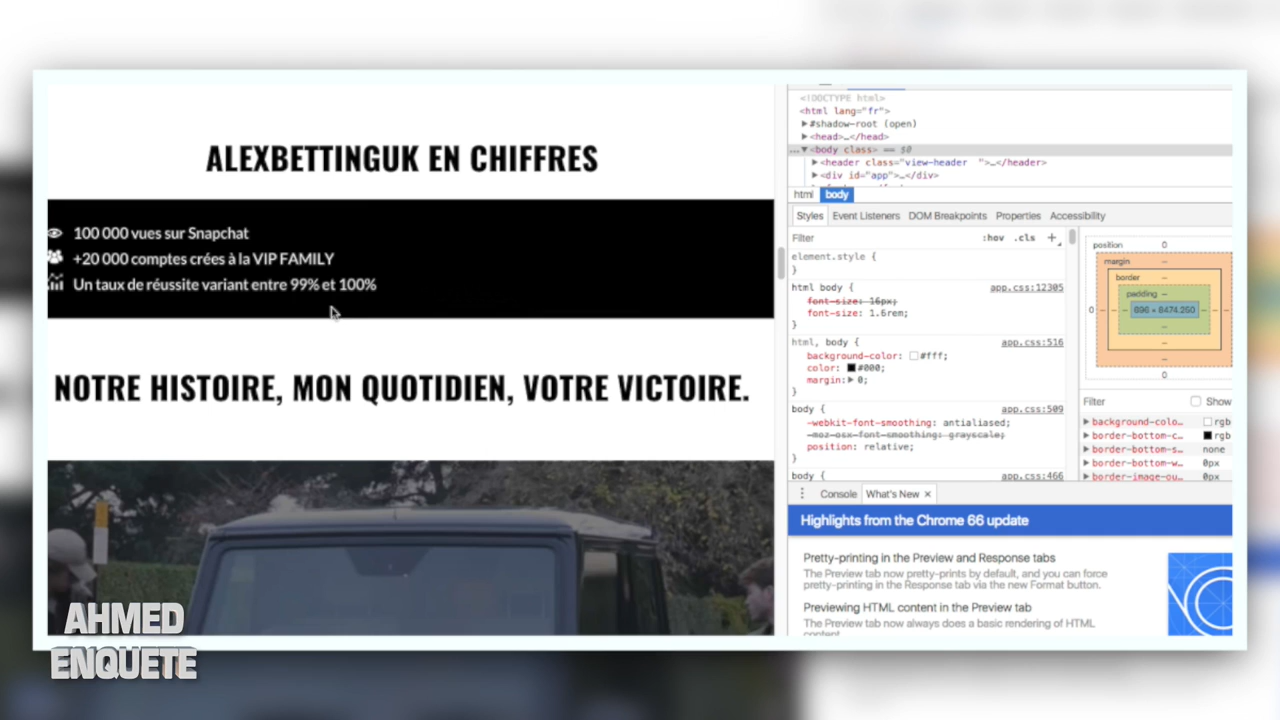 ALEXBETTINGUK EN CHIFFRES
100 000 vues sur Snapchat
+20 000 comptes crées à la VIP FAMILY
Un taux de réussite variant entre 99% et 100%
NOTRE HISTOIRE, MON QUOTIDIEN, VOTRE VICTOIRE.
AHMED
ENQUETE
<!DOCTYPE html>
<html lang="fr">
▶#shadow-root (open)
▶<head>…</head>
…▼<body class> == $0
▶<header class="view-header  ">…</header>
▶<div id="app">…</div>
html body
Styles Event Listeners DOM Breakpoints Properties Accessibility
Filter :hov .cls +
element.style {
}
html body { app.css:12305
font-size: 16px;
font-size: 1.6rem;
}
html, body { app.css:516
background-color: #fff;
color: #000;
margin:▶ 0;
}
body { app.css:509
-webkit-font-smoothing: antialiased;
-moz-osx-font-smoothing: grayscale;
position: relative;
}
body { app.css:466
position 0
margin –
border –
padding –
0 – – – 696 × 8474.250 – – –
–
–
–
0
Filter Show
▶ background-colo… rgb
▶ border-bottom-c… rgb
▶ border-bottom-s… none
▶ border-bottom-w… 0px
▶ border-image-ou… 0px
⋮ Console What's New ×
Highlights from the Chrome 66 update
Pretty-printing in the Preview and Response tabs
The Preview tab now pretty-prints by default, and you can force
pretty-printing in the Response tab via the new Format button.
Previewing HTML content in the Preview tab
The Preview tab now always does a basic rendering of HTML
content.